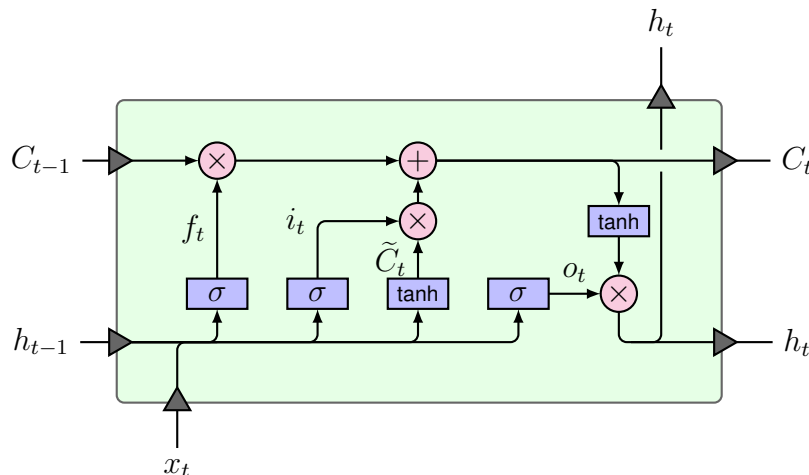 h_t
C_{t-1} × + C_t
f_t i_t × tanh
C̃_t o_t
σ σ tanh σ ×
h_{t-1} h_t
x_t